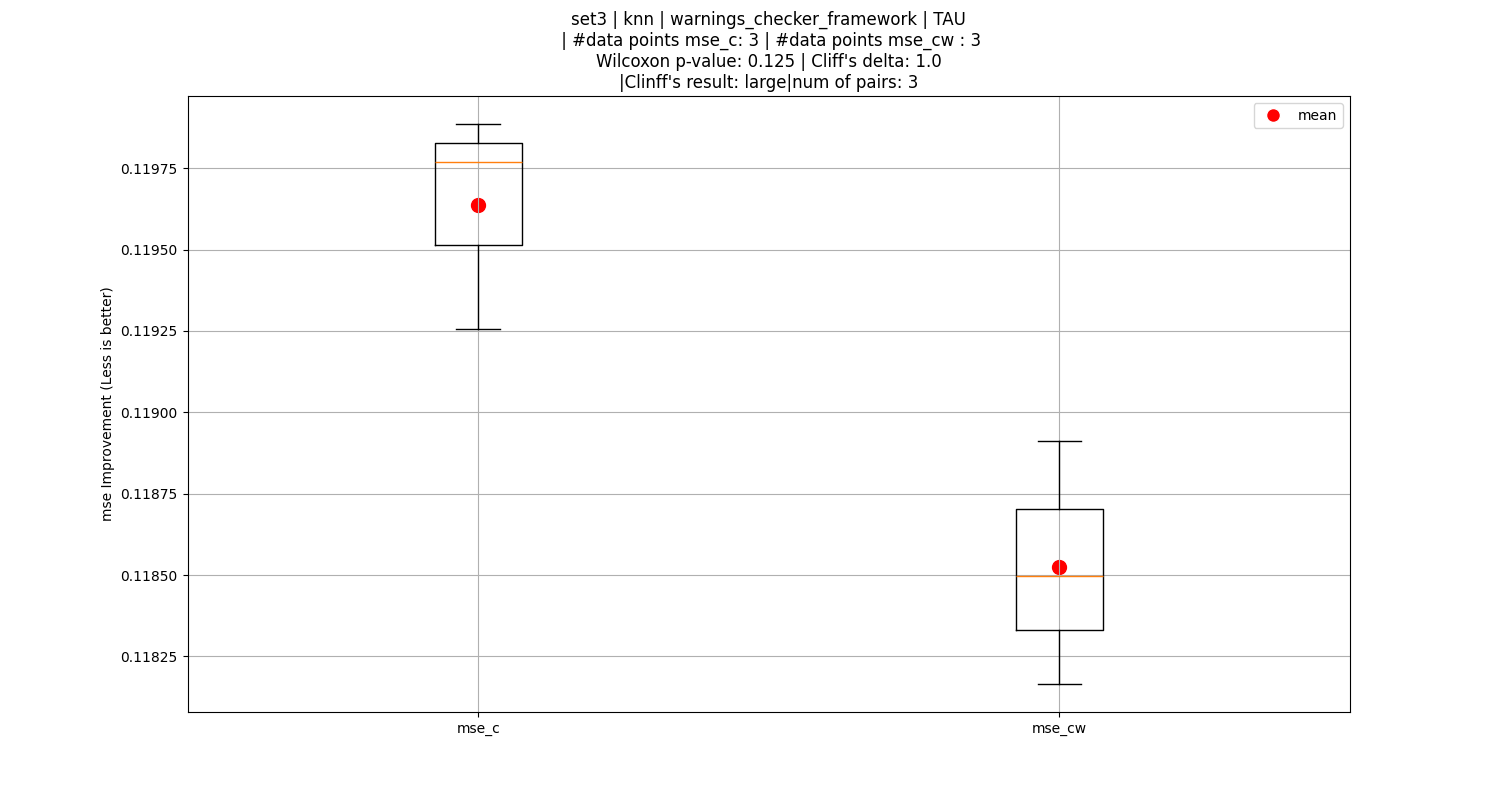 set3 | knn | warnings_checker_framework | TAU
| #data points mse_c: 3 | #data points mse_cw : 3
Wilcoxon p-value: 0.125 | Cliff's delta: 1.0
|Clinff's result: large|num of pairs: 3
mean
mse Improvement (Less is better)
0.11975
0.11950
0.11925
0.11900
0.11875
0.11850
0.11825
mse_c
mse_cw